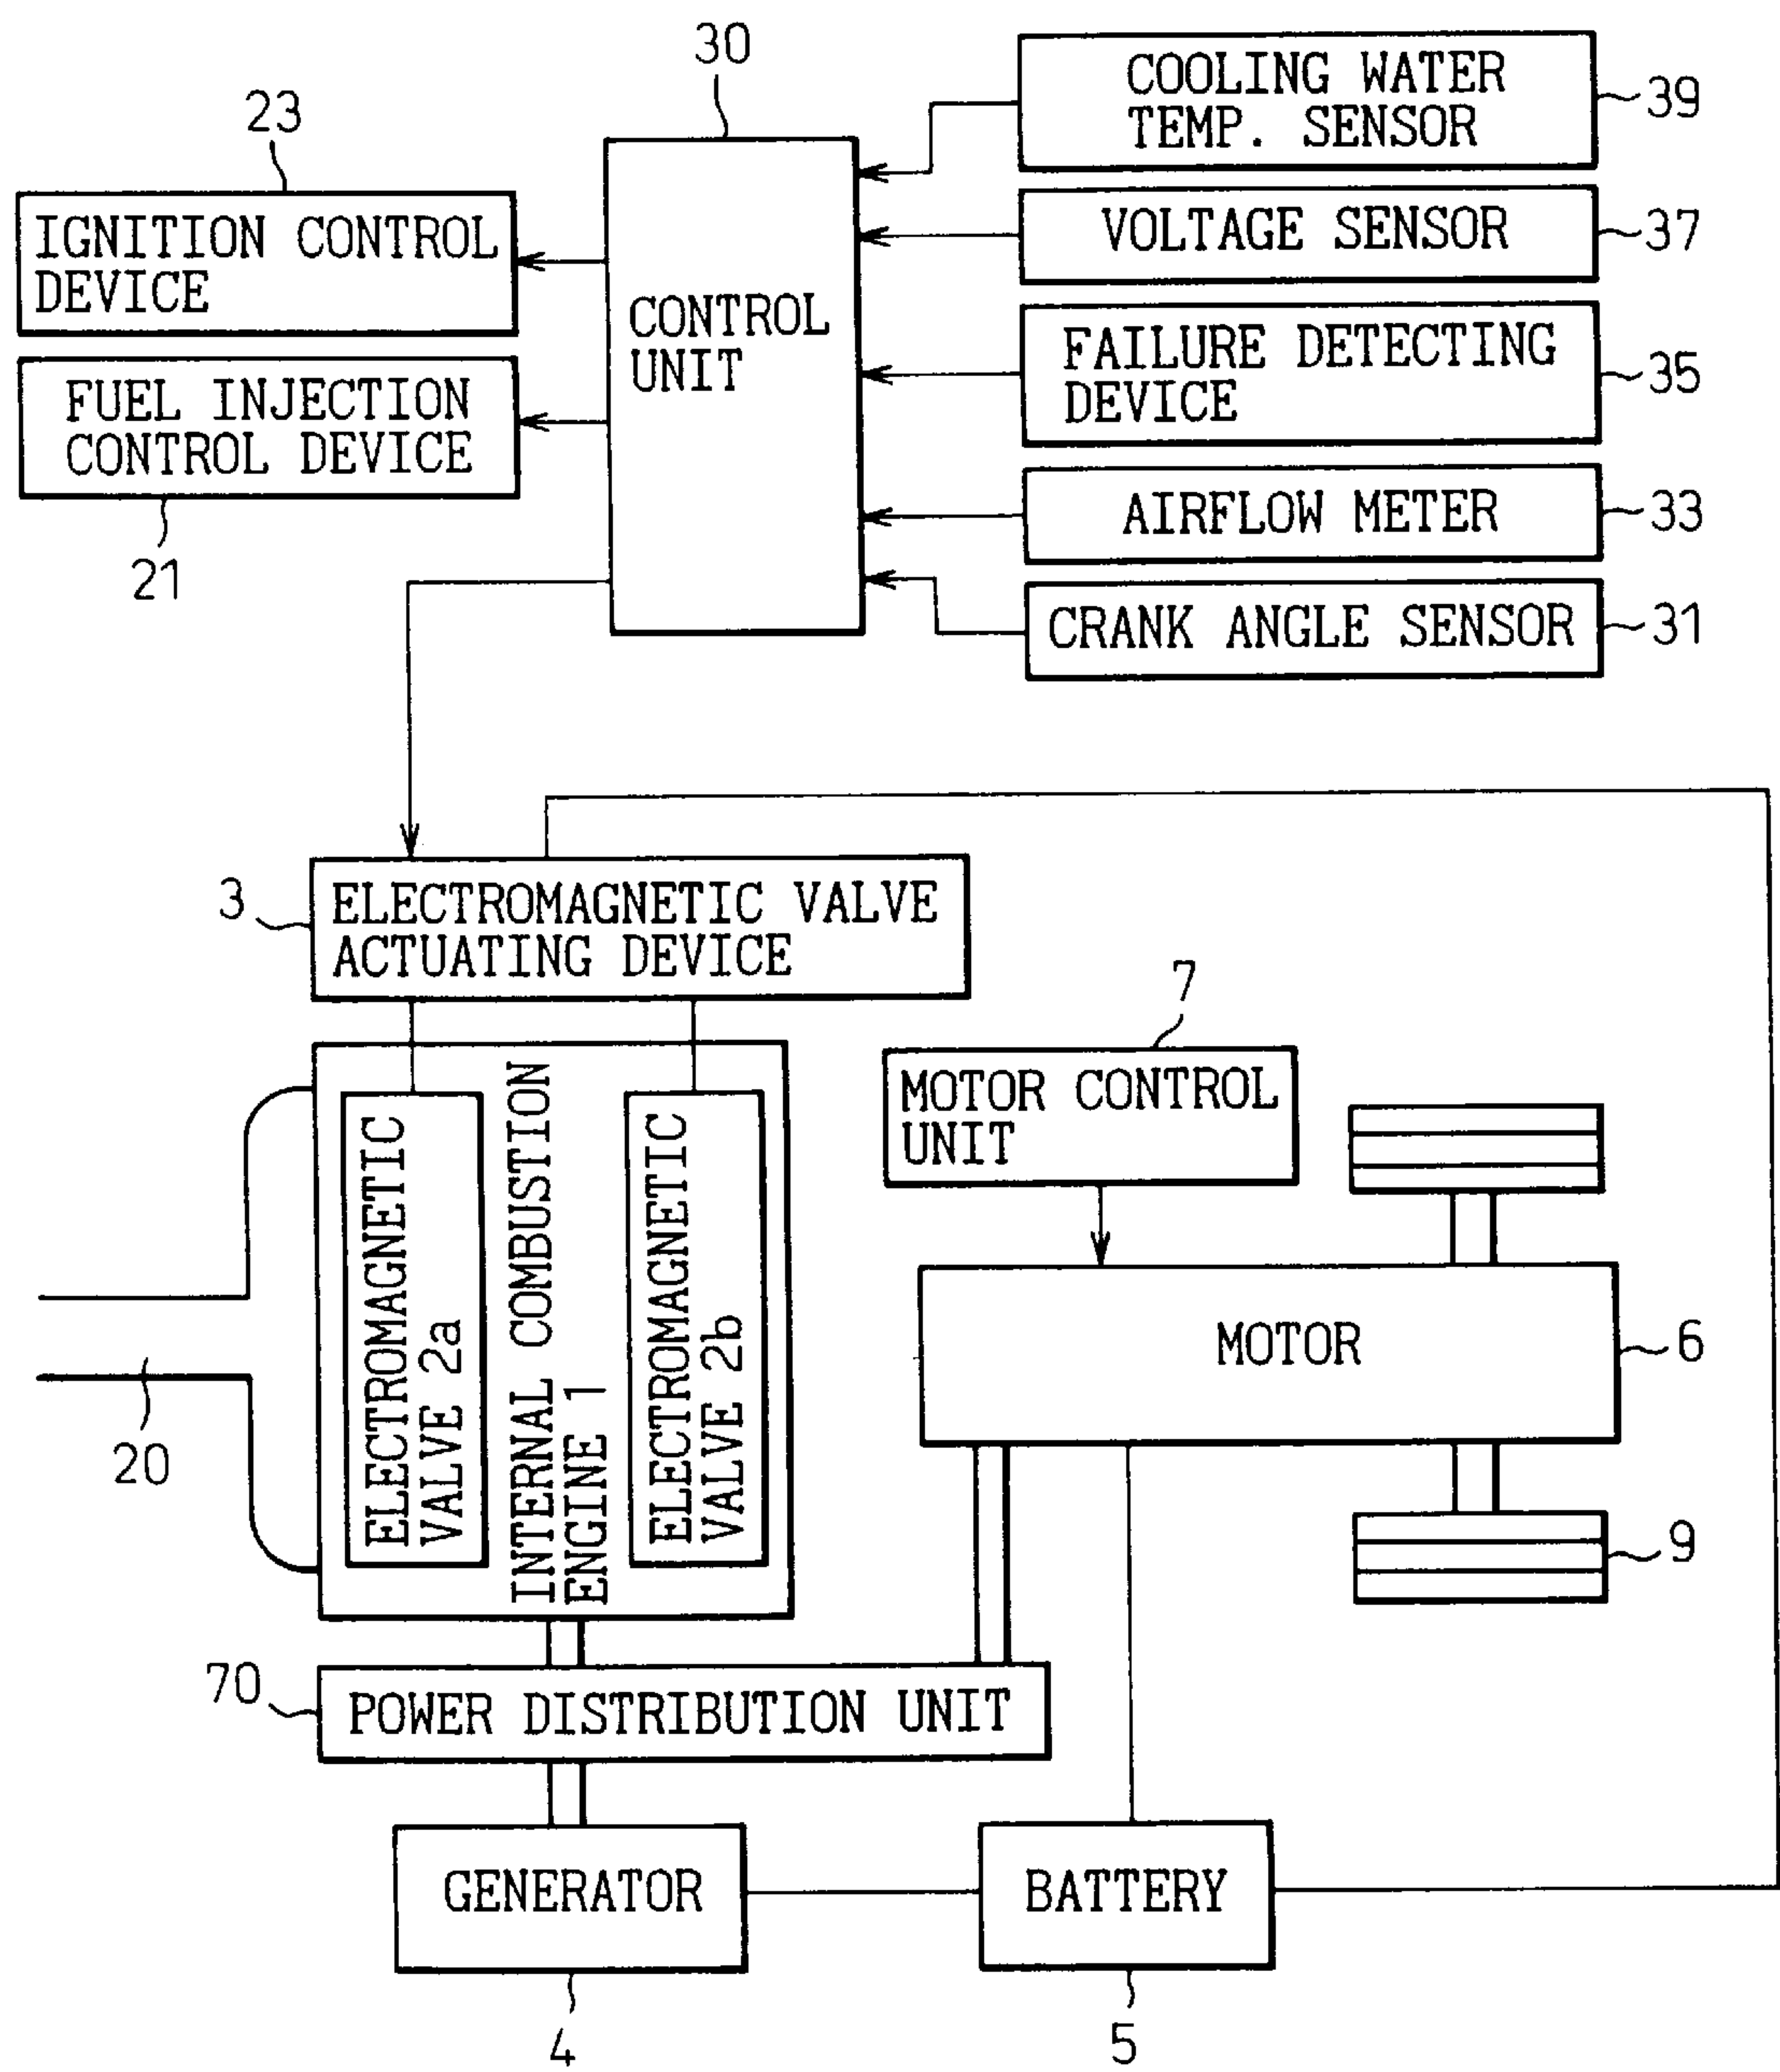 30
COOLING WATER
TEMP. SENSOR
39
23
IGNITION CONTROL
DEVICE
VOLTAGE SENSOR
37
CONTROL
UNIT
FAILURE DETECTING
DEVICE
35
FUEL INJECTION
CONTROL DEVICE
21
AIRFLOW METER
33
CRANK ANGLE SENSOR
31
3
ELECTROMAGNETIC VALVE
ACTUATING DEVICE
7
MOTOR CONTROL
UNIT
ELECTROMAGNETIC
VALVE 2a
INTERNAL COMBUSTION
ENGINE 1
ELECTROMAGNETIC
VALVE 2b
MOTOR
6
20
9
70
POWER DISTRIBUTION UNIT
GENERATOR
BATTERY
4
5